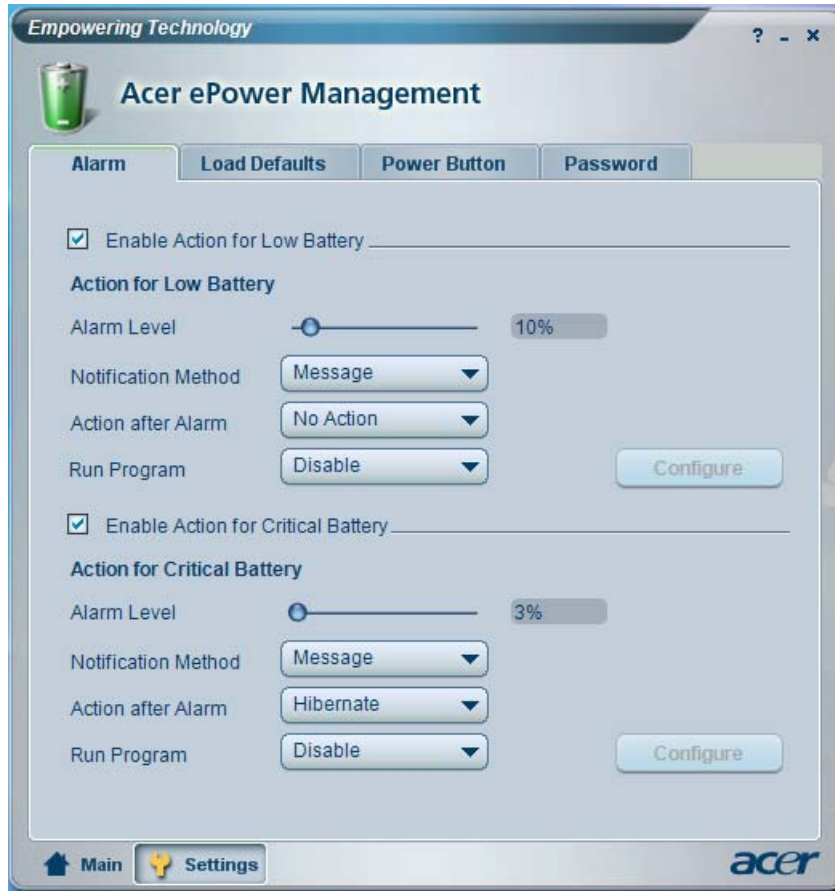 Empowering Technology
? - x
Acer ePower Management
Alarm Load Defaults Power Button Password
Enable Action for Low Battery
Action for Low Battery
Alarm Level 10%
Notification Method Message
Action after Alarm No Action
Run Program Disable Configure
Enable Action for Critical Battery
Action for Critical Battery
Alarm Level 3%
Notification Method Message
Action after Alarm Hibernate
Run Program Disable Configure
Main Settings acer